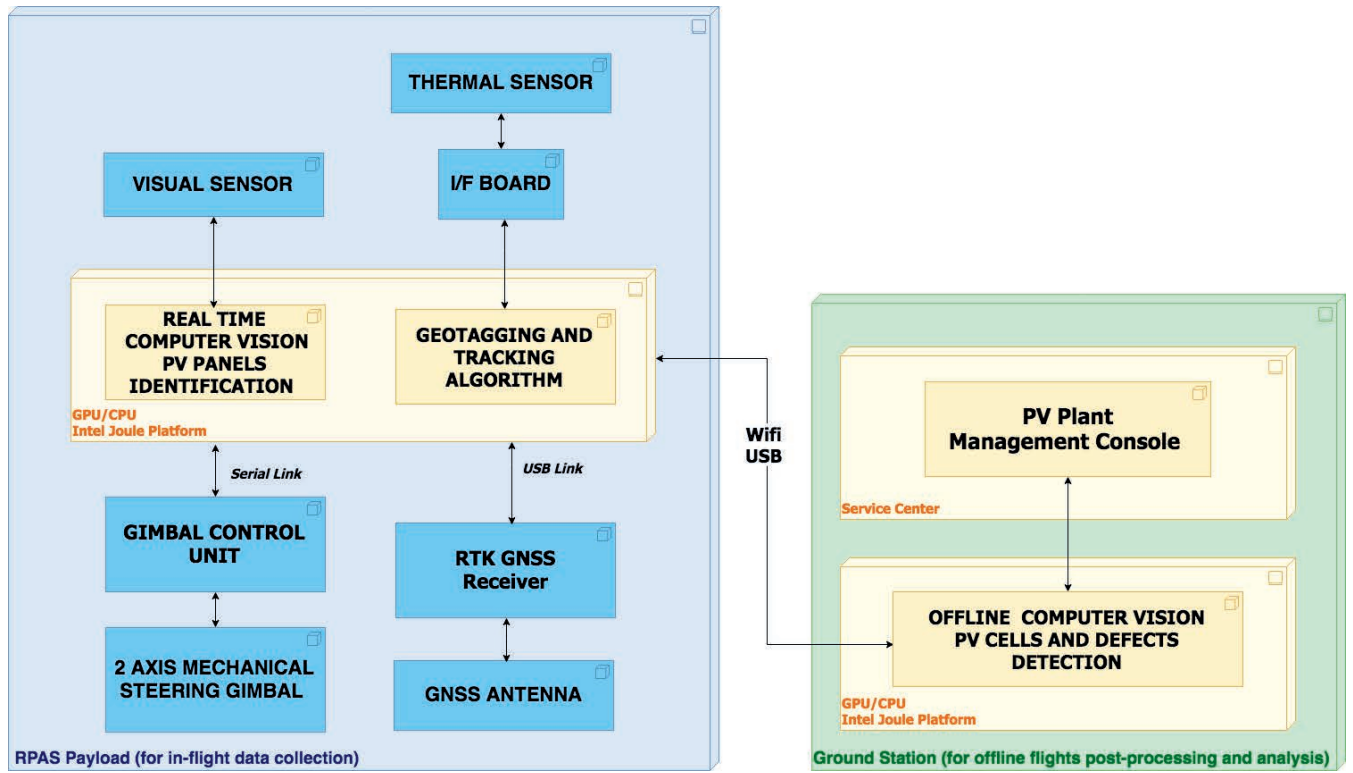 THERMAL SENSOR
VISUAL SENSOR
I/F BOARD
REAL TIME
COMPUTER VISION
PV PANELS
IDENTIFICATION
GEOTAGGING AND
TRACKING
ALGORITHM
GPU/CPU
Intel Joule Platform
Serial Link
USB Link
GIMBAL CONTROL
UNIT
RTK GNSS
Receiver
2 AXIS MECHANICAL
STEERING GIMBAL
GNSS ANTENNA
RPAS Payload (for in-flight data collection)
Wifi
USB
PV Plant
Management Console
Service Center
OFFLINE COMPUTER VISION
PV CELLS AND DEFECTS
DETECTION
GPU/CPU
Intel Joule Platform
Ground Station (for offline flights post-processing and analysis)